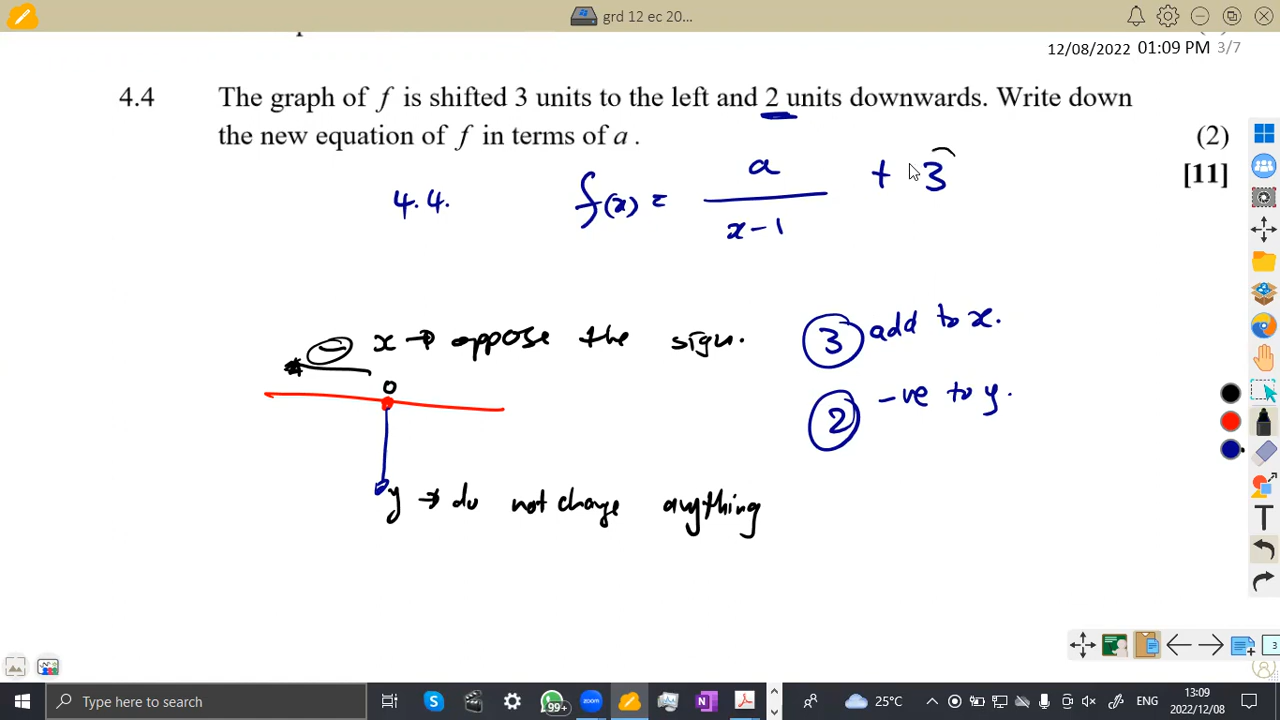 grd 12 ec 20...
12/08/2022 01:09 PM 3/7
4.4 The graph of f is shifted 3 units to the left and 2 units downwards. Write down
the new equation of f in terms of a . (2)
[11]
4.4. f(x) = a / x-1 + 3
x → oppose the sign.
③ add to x.
0
② -ve to y.
y → do not change anything
3
Type here to search
99+
25°C
ENG
13:09
2022/12/08